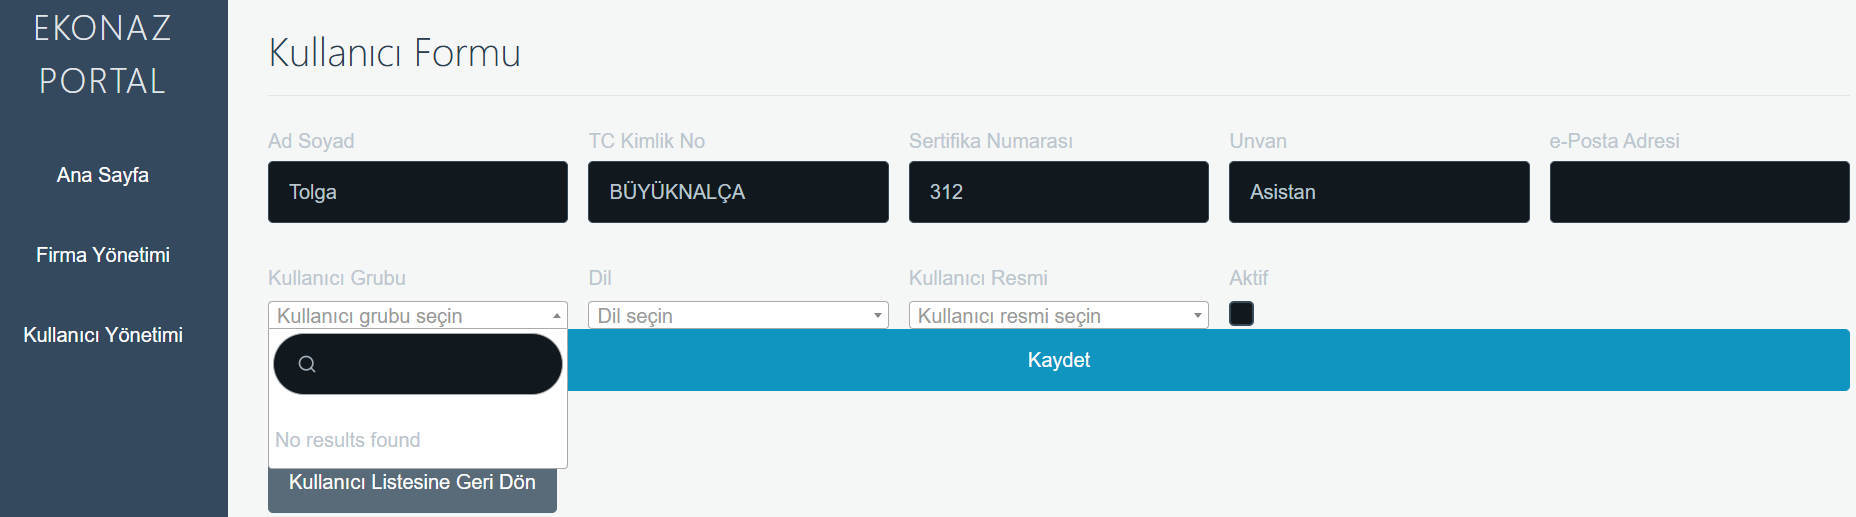 EKONAZ
PORTAL
Ana Sayfa
Firma Yönetimi
Kullanıcı Yönetimi
Kullanıcı Formu
Ad Soyad
TC Kimlik No
Sertifika Numarası
Unvan
e-Posta Adresi
Tolga
BÜYÜKNALÇA
312
Asistan
Kullanıcı Grubu
Dil
Kullanıcı Resmi
Aktif
Kullanıcı grubu seçin
Dil seçin
Kullanıcı resmi seçin
Kaydet
No results found
Kullanıcı Listesine Geri Dön